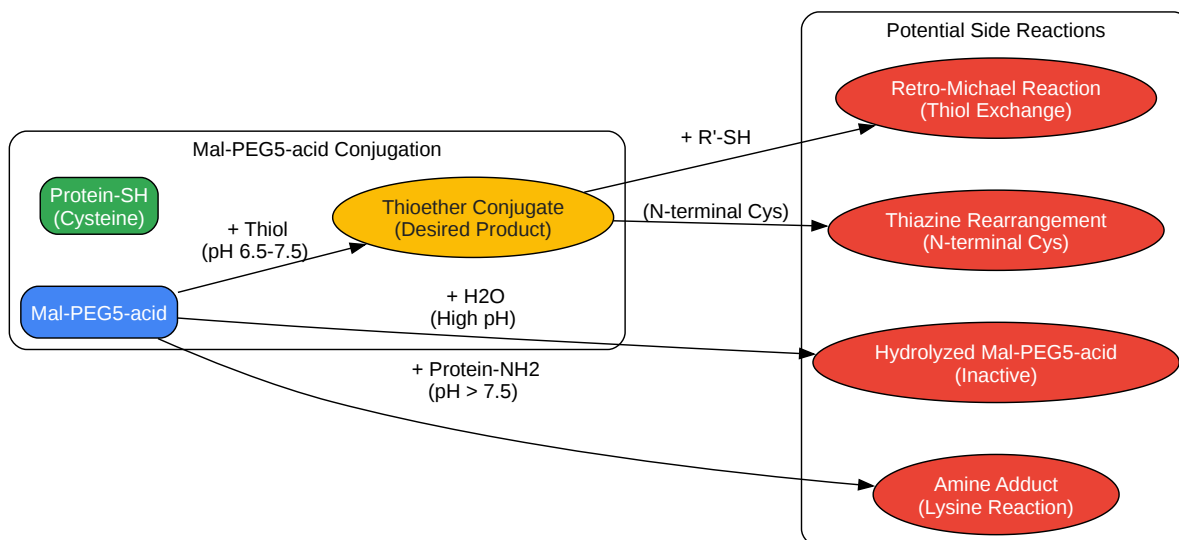 Potential Side Reactions
Retro-Michael Reaction
(Thiol Exchange)
+ R'-SH
Mal-PEG5-acid Conjugation
Protein-SH
(Cysteine)
Thioether Conjugate
(Desired Product)
(N-terminal Cys)
Thiazine Rearrangement
(N-terminal Cys)
+ Thiol
(pH 6.5-7.5)
Mal-PEG5-acid
+ H2O
(High pH)
Hydrolyzed Mal-PEG5-acid
(Inactive)
+ Protein-NH2
(pH > 7.5)
Amine Adduct
(Lysine Reaction)